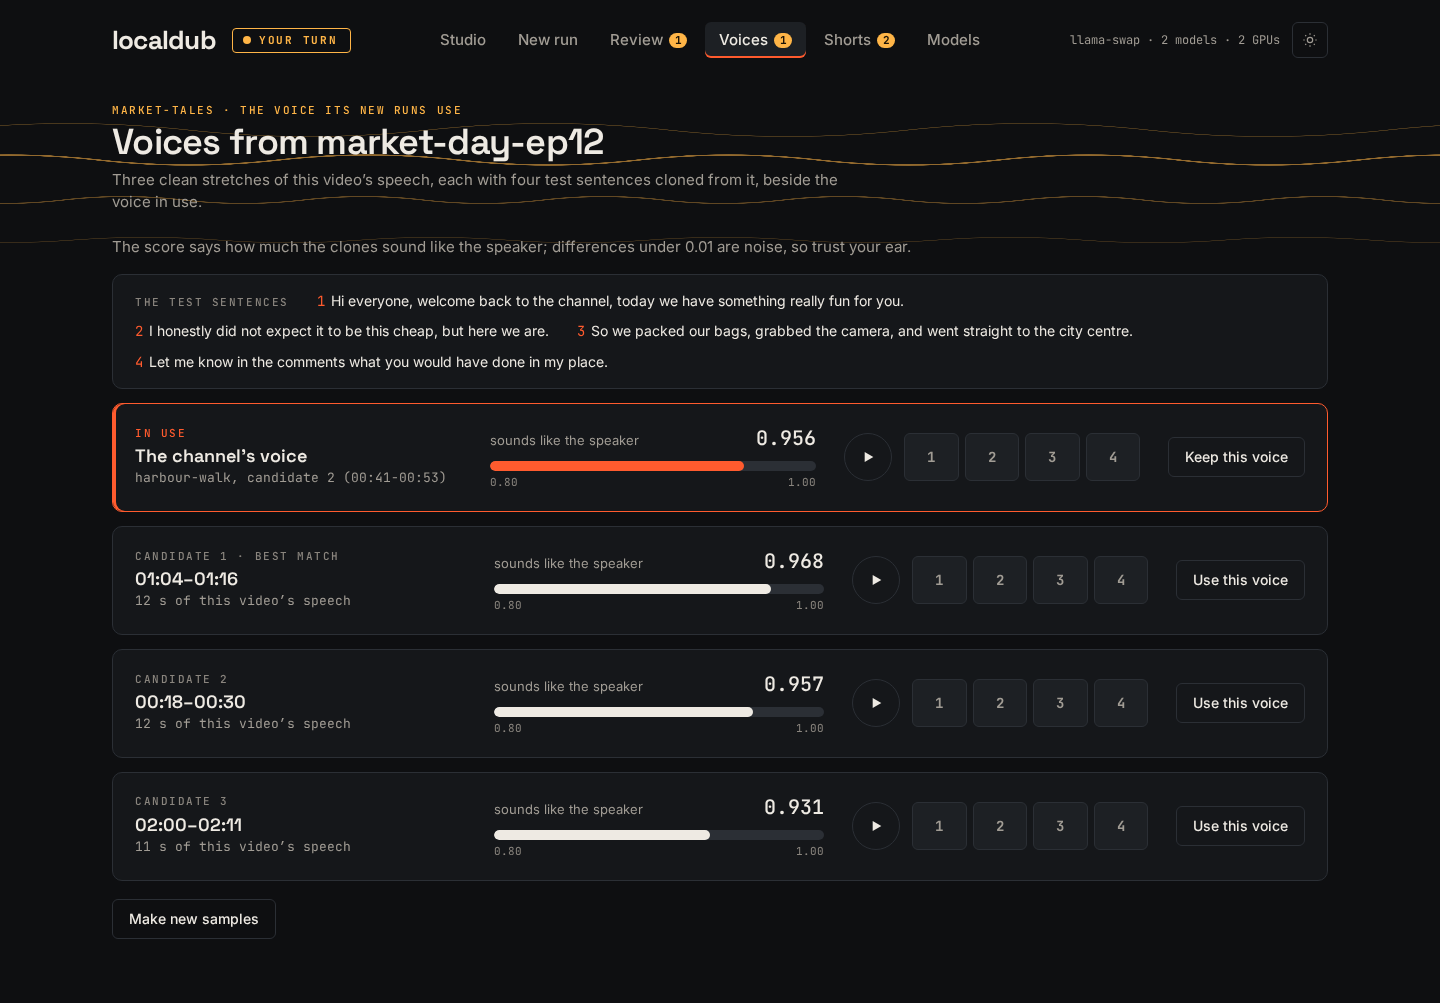 localdub
YOUR TURN
Studio
New run
Review 1
Voices 1
Shorts 2
Models
llama-swap · 2 models · 2 GPUs
MARKET-TALES · THE VOICE ITS NEW RUNS USE
Voices from market-day-ep12
Three clean stretches of this video’s speech, each with four test sentences cloned from it, beside the
voice in use.
The score says how much the clones sound like the speaker; differences under 0.01 are noise, so trust your ear.
THE TEST SENTENCES 1 Hi everyone, welcome back to the channel, today we have something really fun for you.
2 I honestly did not expect it to be this cheap, but here we are. 3 So we packed our bags, grabbed the camera, and went straight to the city centre.
4 Let me know in the comments what you would have done in my place.
IN USE
The channel’s voice
harbour-walk, candidate 2 (00:41-00:53)
sounds like the speaker 0.956
0.80 1.00
1 2 3 4
Keep this voice
CANDIDATE 1 · BEST MATCH
01:04–01:16
12 s of this video’s speech
sounds like the speaker 0.968
0.80 1.00
1 2 3 4
Use this voice
CANDIDATE 2
00:18–00:30
12 s of this video’s speech
sounds like the speaker 0.957
0.80 1.00
1 2 3 4
Use this voice
CANDIDATE 3
02:00–02:11
11 s of this video’s speech
sounds like the speaker 0.931
0.80 1.00
1 2 3 4
Use this voice
Make new samples